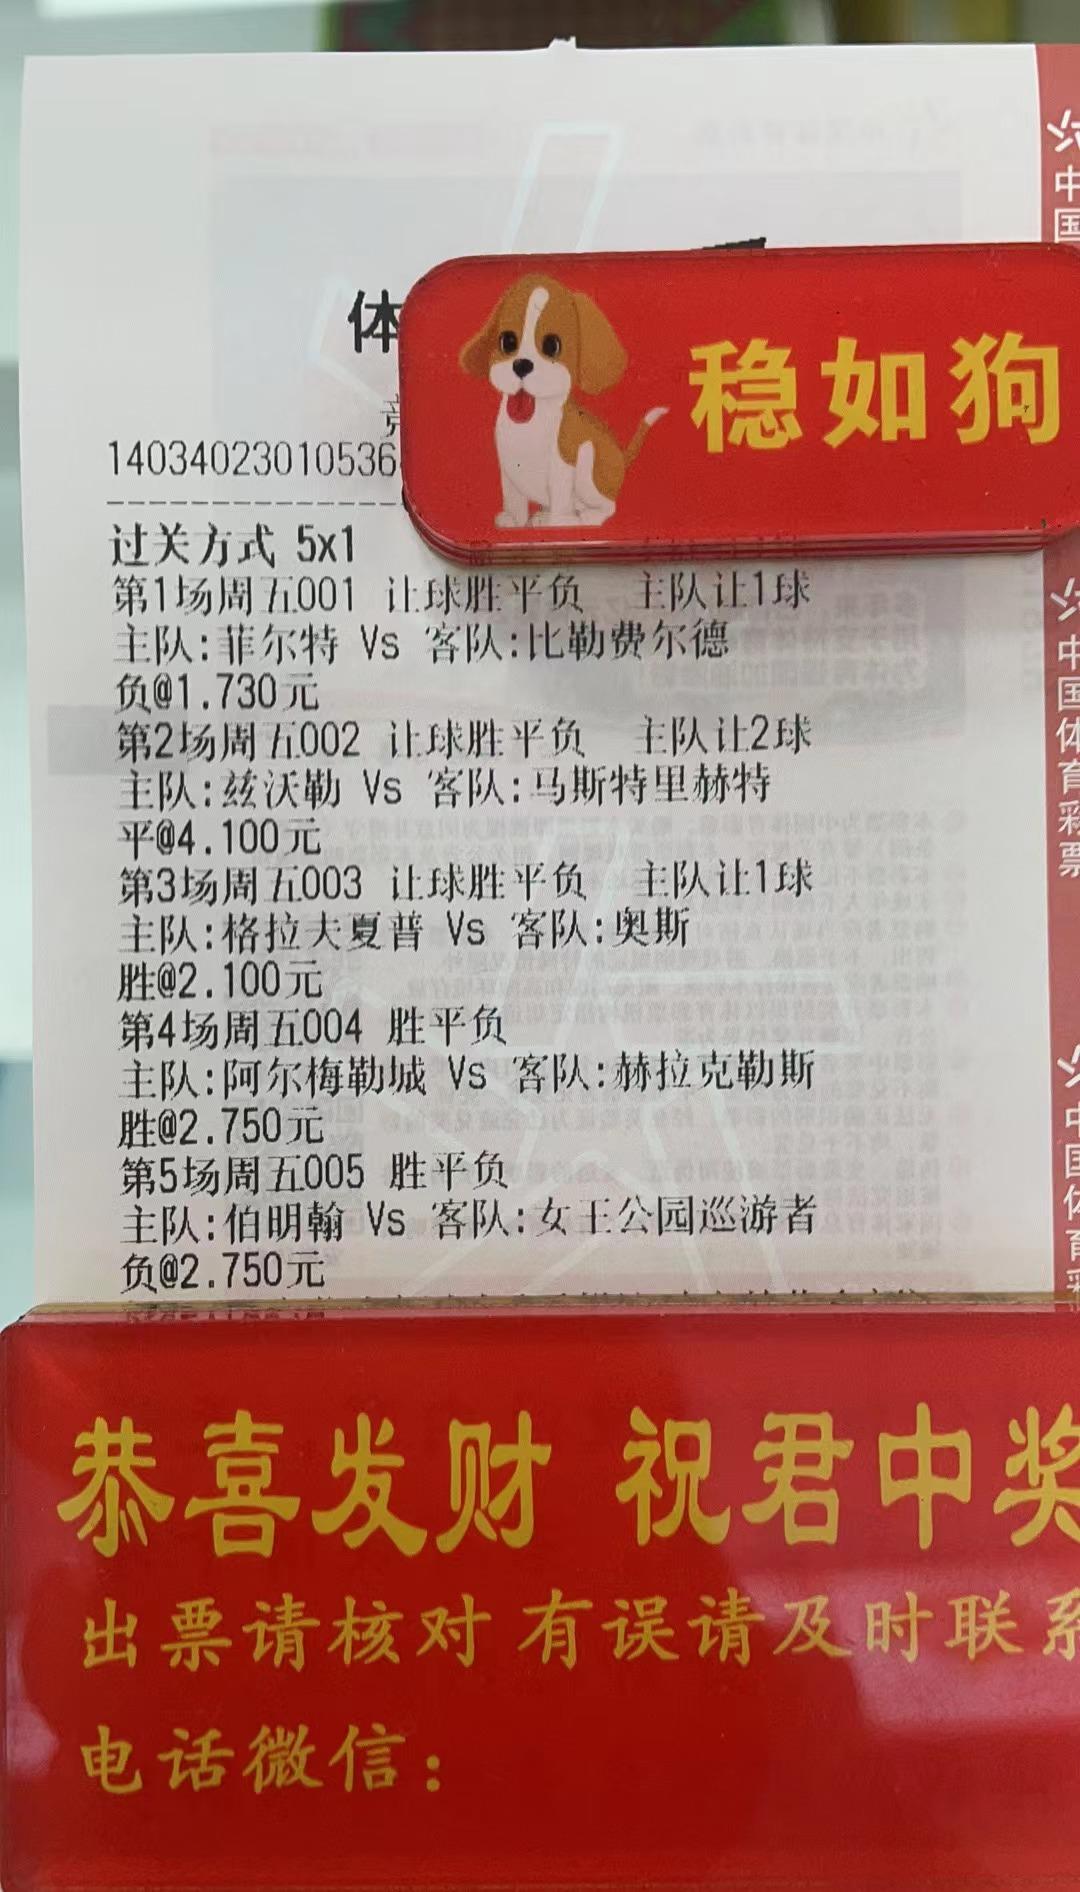 体
稳如狗
14034023010536
过关方式 5x1
第1场周五001 让球胜平负 主队让1球
主队:菲尔特 Vs 客队:比勒费尔德
负@1.730元
第2场周五002 让球胜平负 主队让2球
主队:兹沃勒 Vs 客队:马斯特里赫特
平@4.100元
第3场周五003 让球胜平负 主队让1球
主队:格拉夫夏普 Vs 客队:奥斯
胜@2.100元
第4场周五004 胜平负
主队:阿尔梅勒城 Vs 客队:赫拉克勒斯
胜@2.750元
第5场周五005 胜平负
主队:伯明翰 Vs 客队:女王公园巡游者
负@2.750元
恭喜发财 祝君中奖
出票请核对 有误请及时联系
电话微信:
中国
中国体育彩票
中国体育彩